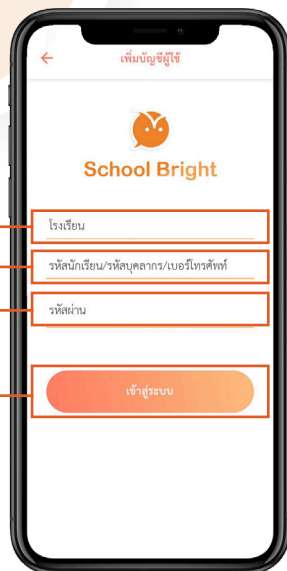 เพิ่มบัญชีผู้ใช้
School Bright
โรงเรียน
รหัสนักเรียน/รหัสบุคลากร/เบอร์โทรศัพท์
รหัสผ่าน
เข้าสู่ระบบ